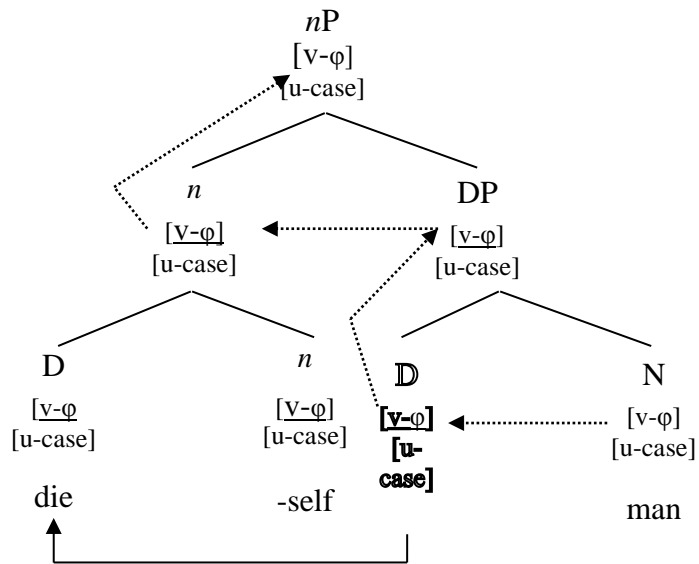 nP
[v-φ]
[u-case]
n DP
[v-φ] [v-φ]
[u-case] [u-case]
D n 𝔻 N
[v-φ [v-φ] [v-φ] [v-φ]
[u-case] [u-case] [u-
case] [u-case]
die -self man